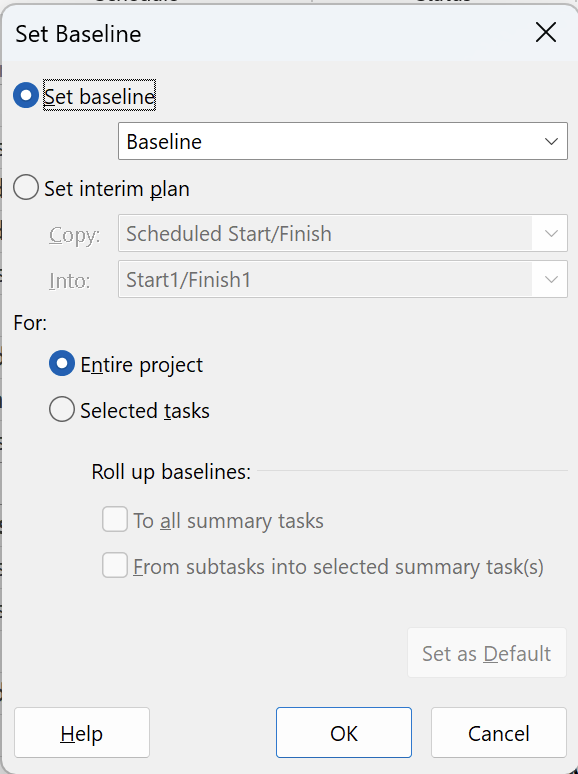 Set Baseline
Set baseline
Baseline
Set interim plan
Copy: Scheduled Start/Finish
Into: Start1/Finish1
For:
Entire project
Selected tasks
Roll up baselines:
To all summary tasks
From subtasks into selected summary task(s)
Set as Default
Help OK Cancel